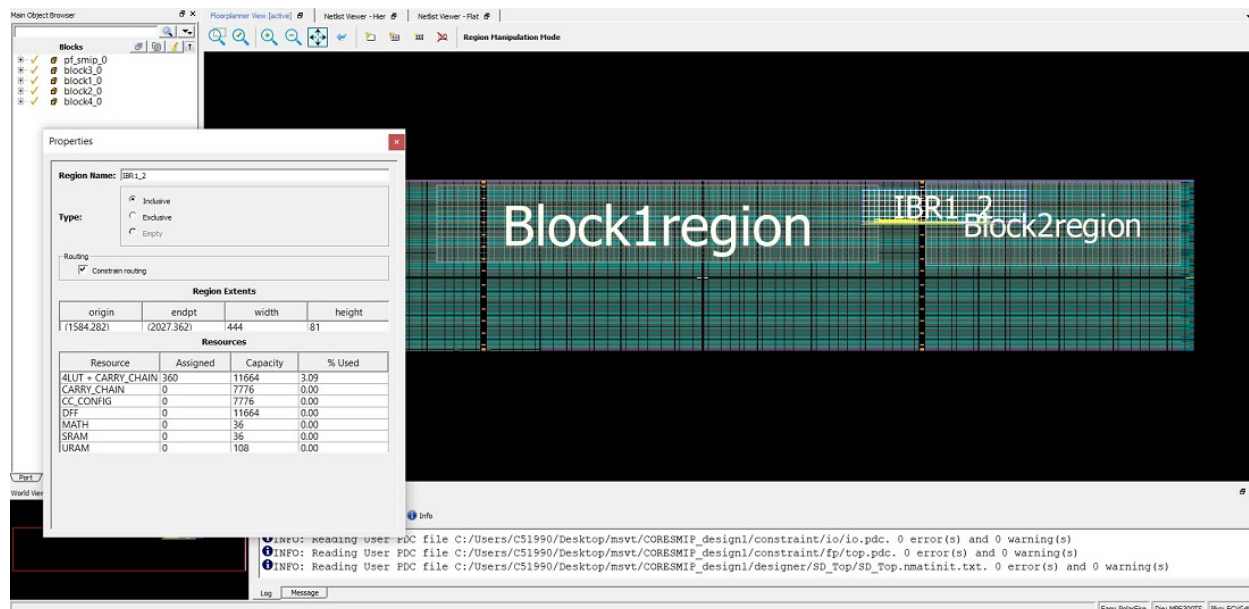 Main Object Browser
Floorplanner View [active]
Netlist Viewer - Hier
Netlist Viewer - Flat
Blocks
Region Manipulation Mode
pf_smip_0
block3_0
block1_0
block2_0
block4_0
Properties
Region Name: IBR1_2
Type:
Inclusive
Exclusive
Empty
Routing
Constrain routing
Region Extents
origin endpt width height
(1584,282) (2027,362) 444 81
Resources
Resource Assigned Capacity % Used
4LUT + CARRY_CHAIN 360 11664 3.09
CARRY_CHAIN 0 7776 0.00
CC_CONFIG 0 7776 0.00
DFF 0 11664 0.00
MATH 0 36 0.00
SRAM 0 36 0.00
URAM 0 108 0.00
Block1region
IBR1_2
Block2region
Port
World View
Info
INFO: Reading User PDC file C:/Users/C51990/Desktop/msvt/CORESMIP_design1/constraint/io/io.pdc. 0 error(s) and 0 warning(s)
INFO: Reading User PDC file C:/Users/C51990/Desktop/msvt/CORESMIP_design1/constraint/fp/top.pdc. 0 error(s) and 0 warning(s)
INFO: Reading User PDC file C:/Users/C51990/Desktop/msvt/CORESMIP_design1/designer/SD_Top/SD_Top.nmatinit.txt. 0 error(s) and 0 warning(s)
Log Message